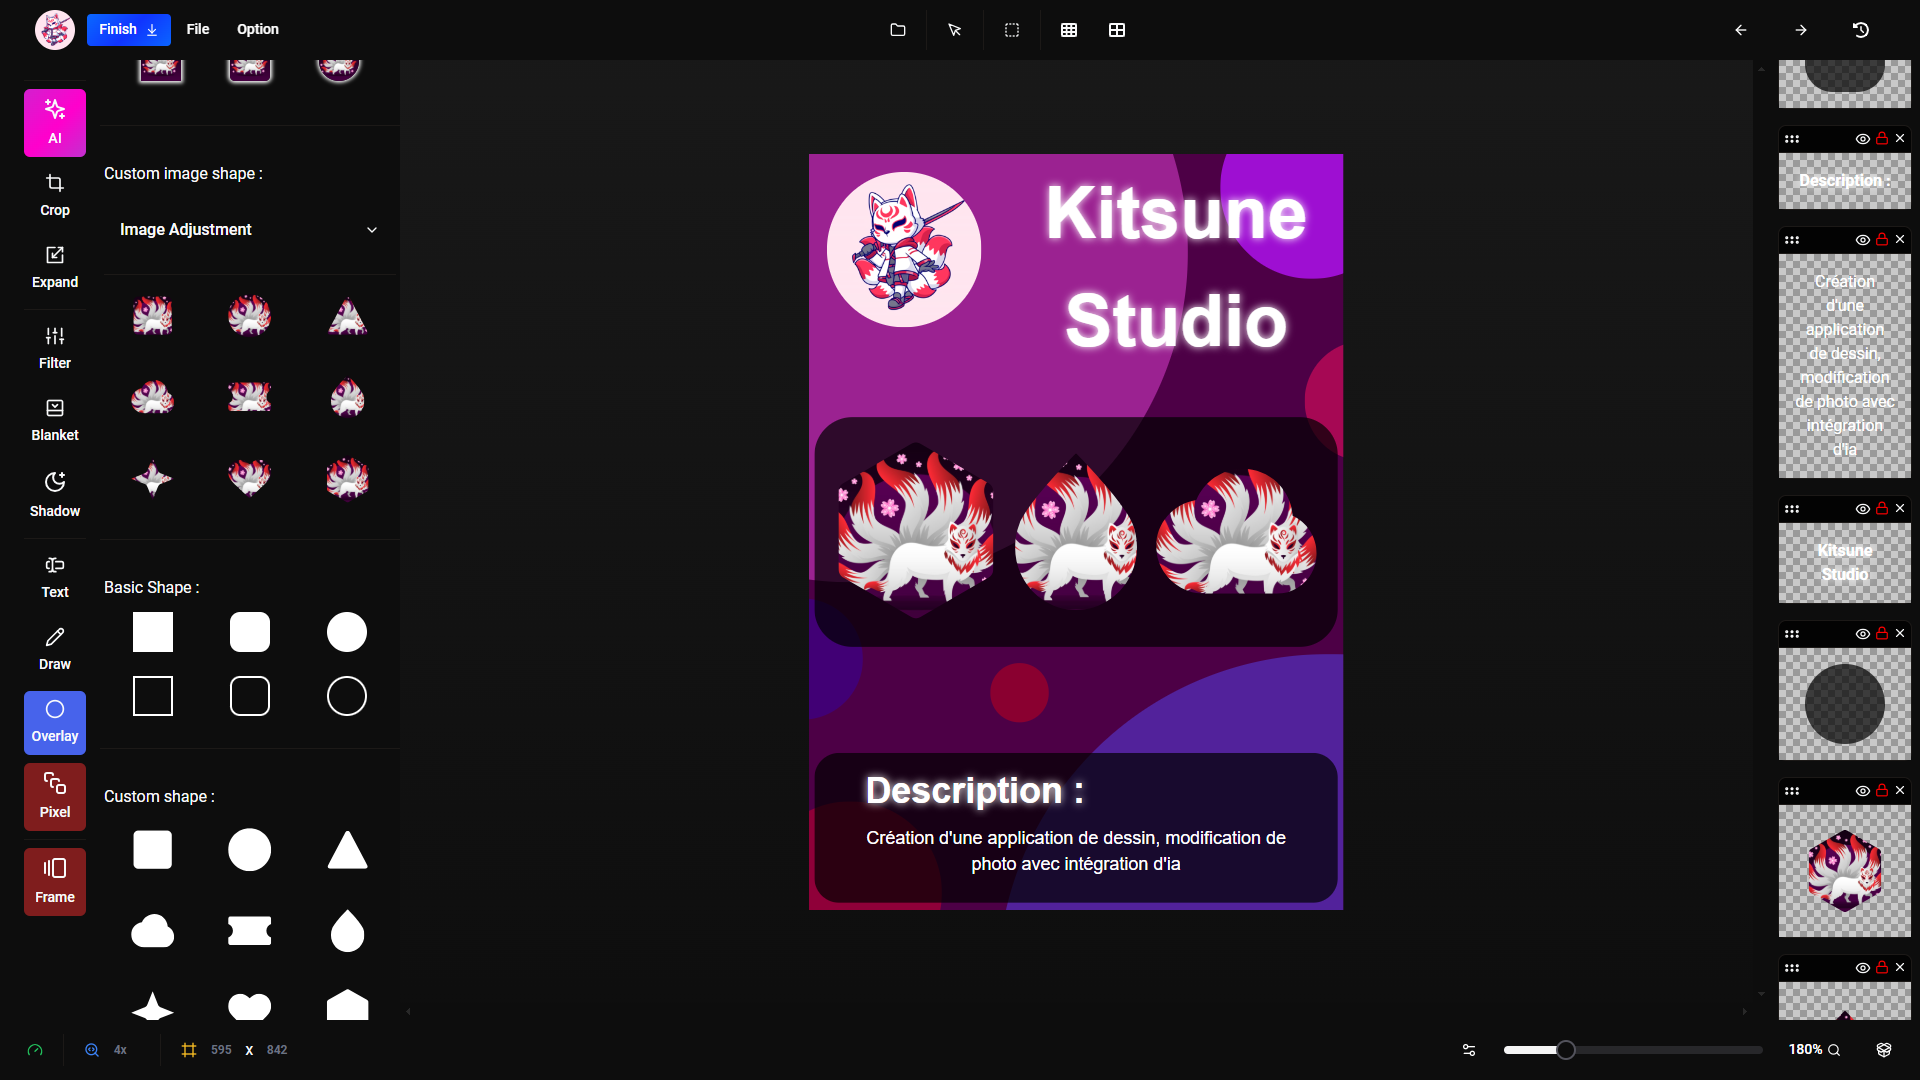 Finish
File
Option
AI
Crop
Expand
Filter
Blanket
Shadow
Text
Draw
Overlay
Pixel
Frame
Custom image shape :
Image Adjustment
Basic Shape :
Custom shape :
Kitsune
Studio
Description :
Création d'une application de dessin, modification de
photo avec intégration d'ia
Description :
Création
d'une
application
de dessin,
modification
de photo avec
intégration
d'ia
Kitsune
Studio
4x
595 X 842
180%